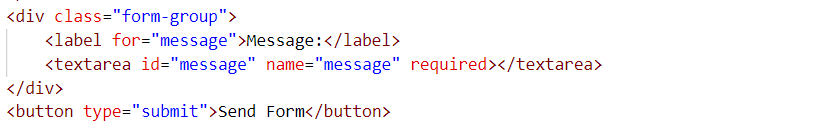 <div class="form-group">
    <label for="message">Message:</label>
    <textarea id="message" name="message" required></textarea>
</div>
<button type="submit">Send Form</button>